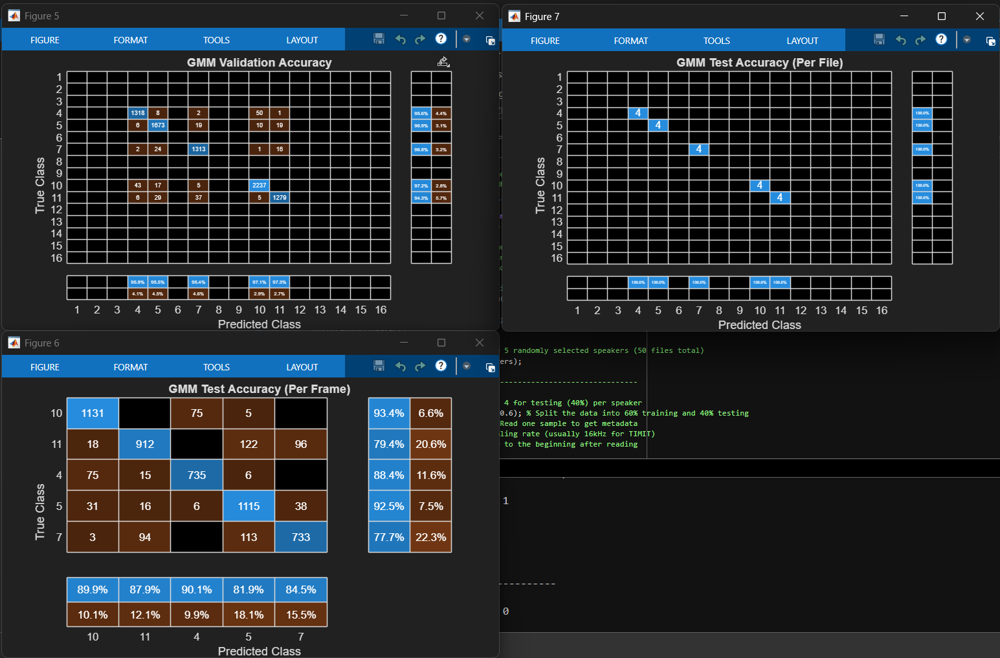 Figure 5
FIGURE FORMAT TOOLS LAYOUT
GMM Validation Accuracy
1
2
3
4 1318 8 2 50 1 95.6% 4.4%
5 6 1673 19 10 19 96.9% 3.1%
6
7 2 24 1313 1 16 96.8% 3.2%
8
9
10 43 17 5 2237 97.2% 2.8%
11 6 29 37 5 1279 94.3% 5.7%
12
13
14
15
16
True Class
95.9% 95.5% 95.4% 97.1% 97.3%
4.1% 4.5% 4.6% 2.9% 2.7%
1 2 3 4 5 6 7 8 9 10 11 12 13 14 15 16
Predicted Class
Figure 7
FIGURE FORMAT TOOLS LAYOUT
GMM Test Accuracy (Per File)
1
2
3
4 4 100.0%
5 4 100.0%
6
7 4 100.0%
8
9
10 4 100.0%
11 4 100.0%
12
13
14
15
16
True Class
100.0% 100.0% 100.0% 100.0% 100.0%
1 2 3 4 5 6 7 8 9 10 11 12 13 14 15 16
Predicted Class
Figure 6
FIGURE FORMAT TOOLS LAYOUT
GMM Test Accuracy (Per Frame)
10 1131 75 5 93.4% 6.6%
11 18 912 122 96 79.4% 20.6%
4 75 15 735 6 88.4% 11.6%
5 31 16 6 1115 38 92.5% 7.5%
7 3 94 113 733 77.7% 22.3%
True Class
89.9% 87.9% 90.1% 81.9% 84.5%
10.1% 12.1% 9.9% 18.1% 15.5%
10 11 4 5 7
Predicted Class
5 randomly selected speakers (50 files total)
ers);
------------------------------
4 for testing (40%) per speaker
0.6); % Split the data into 60% training and 40% testing
Read one sample to get metadata
ling rate (usually 16kHz for TIMIT)
to the beginning after reading
1
---------
0